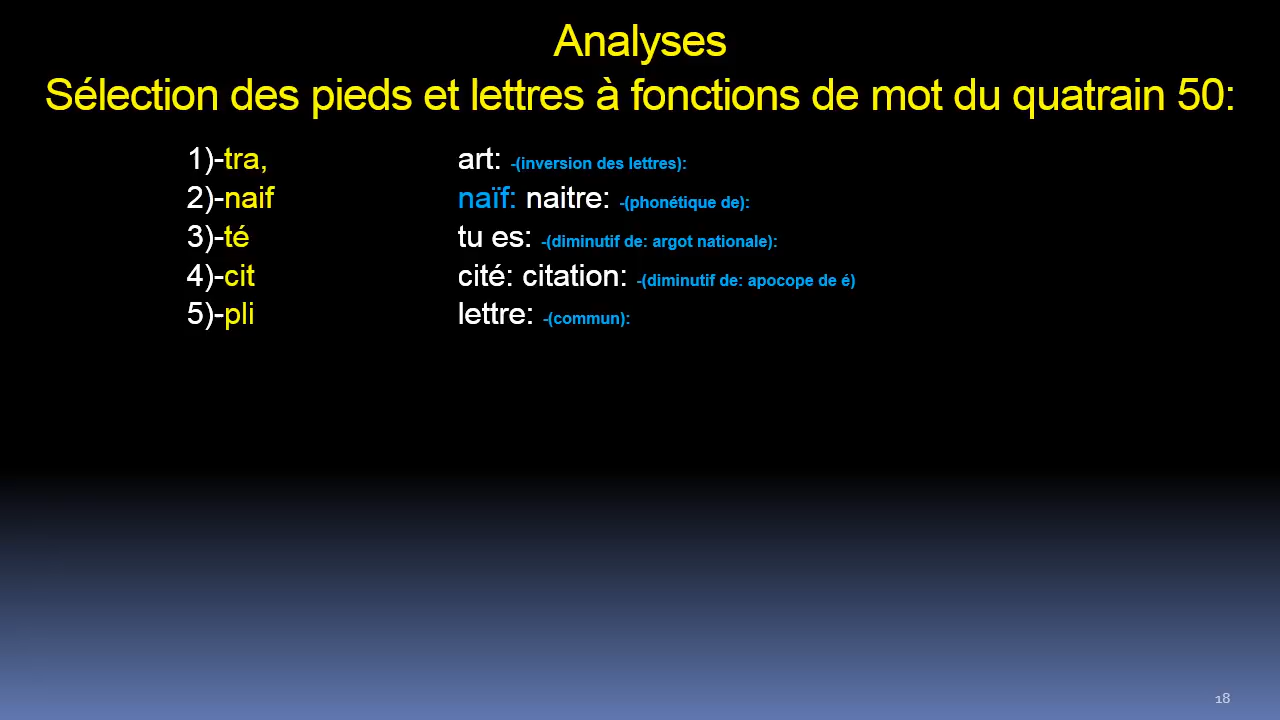 Analyses
Sélection des pieds et lettres à fonctions de mot du quatrain 50:
1)-tra, art: -(inversion des lettres):
2)-naif naïf: naitre: -(phonétique de):
3)-té tu es: -(diminutif de: argot nationale):
4)-cit cité: citation: -(diminutif de: apocope de é)
5)-pli lettre: -(commun):
18